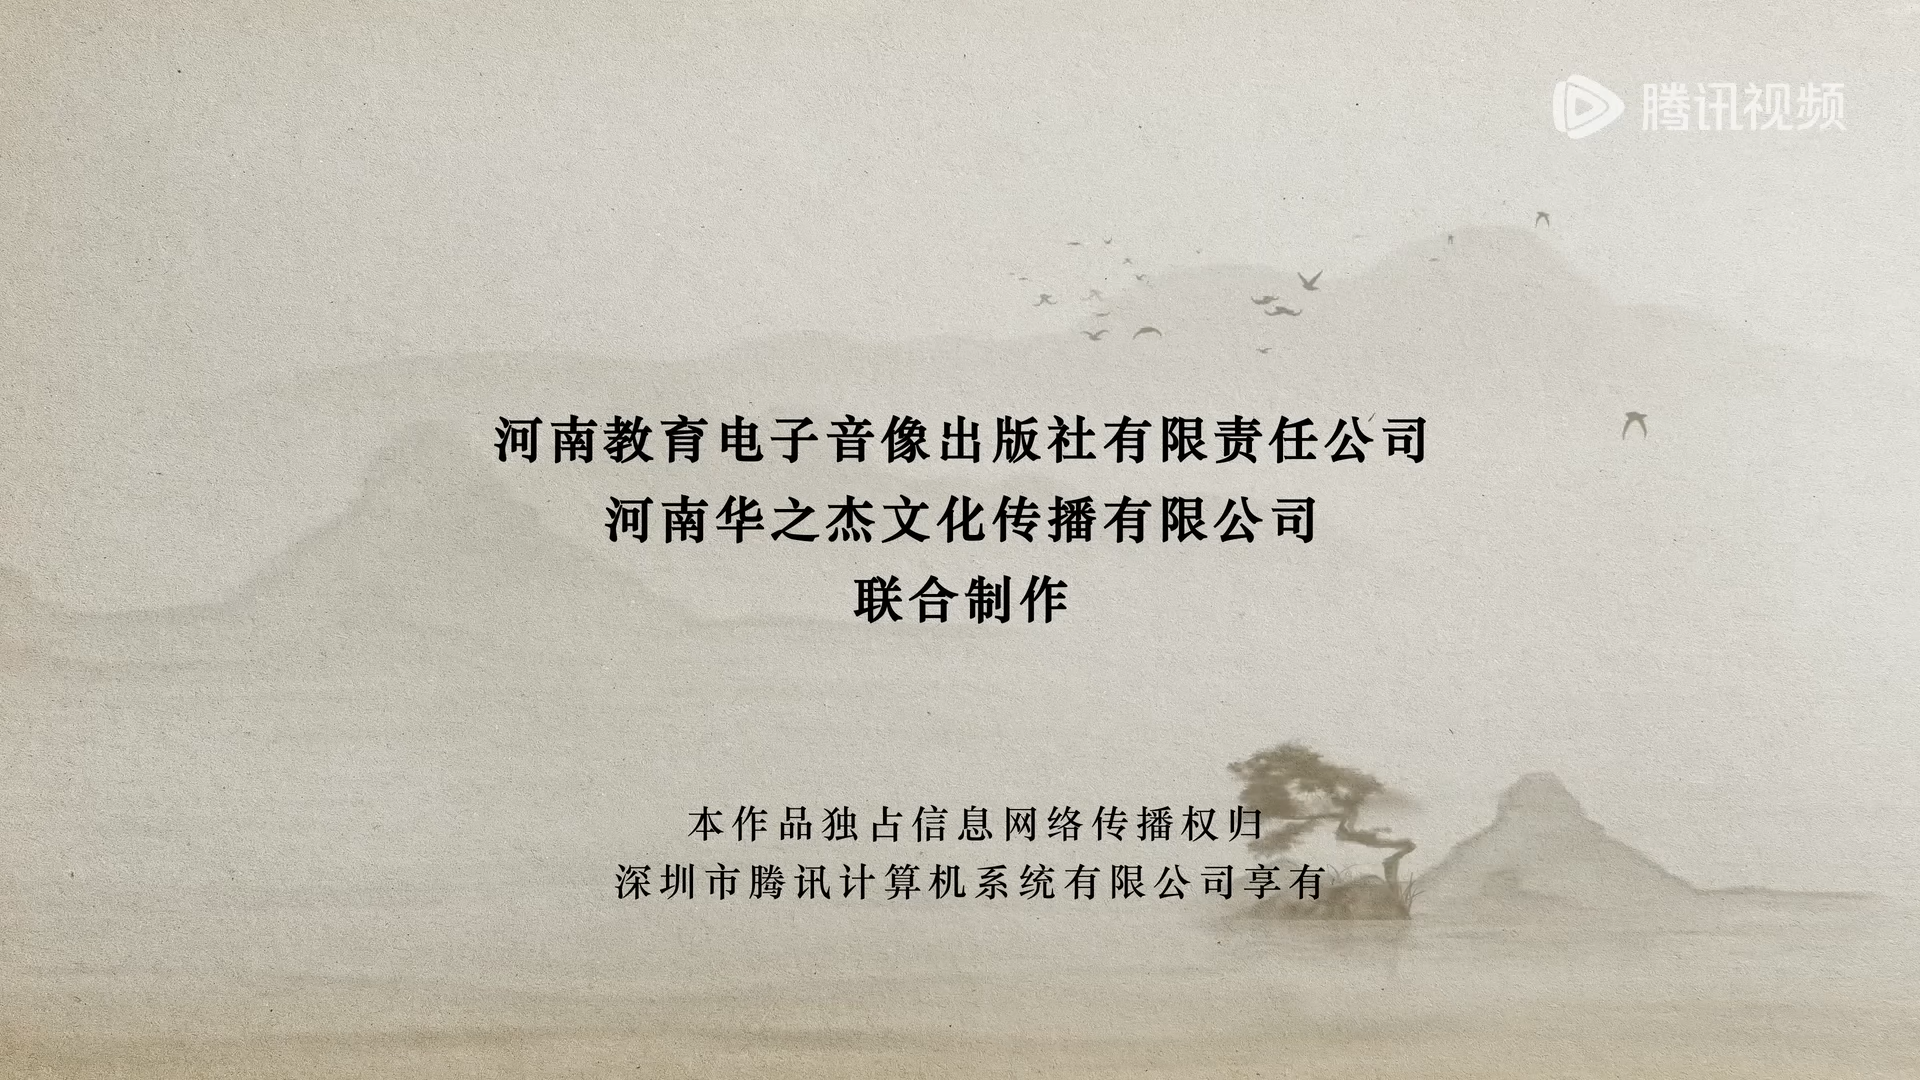 腾讯视频
河南教育电子音像出版社有限责任公司
河南华之杰文化传播有限公司
联合制作
本作品独占信息网络传播权归
深圳市腾讯计算机系统有限公司享有